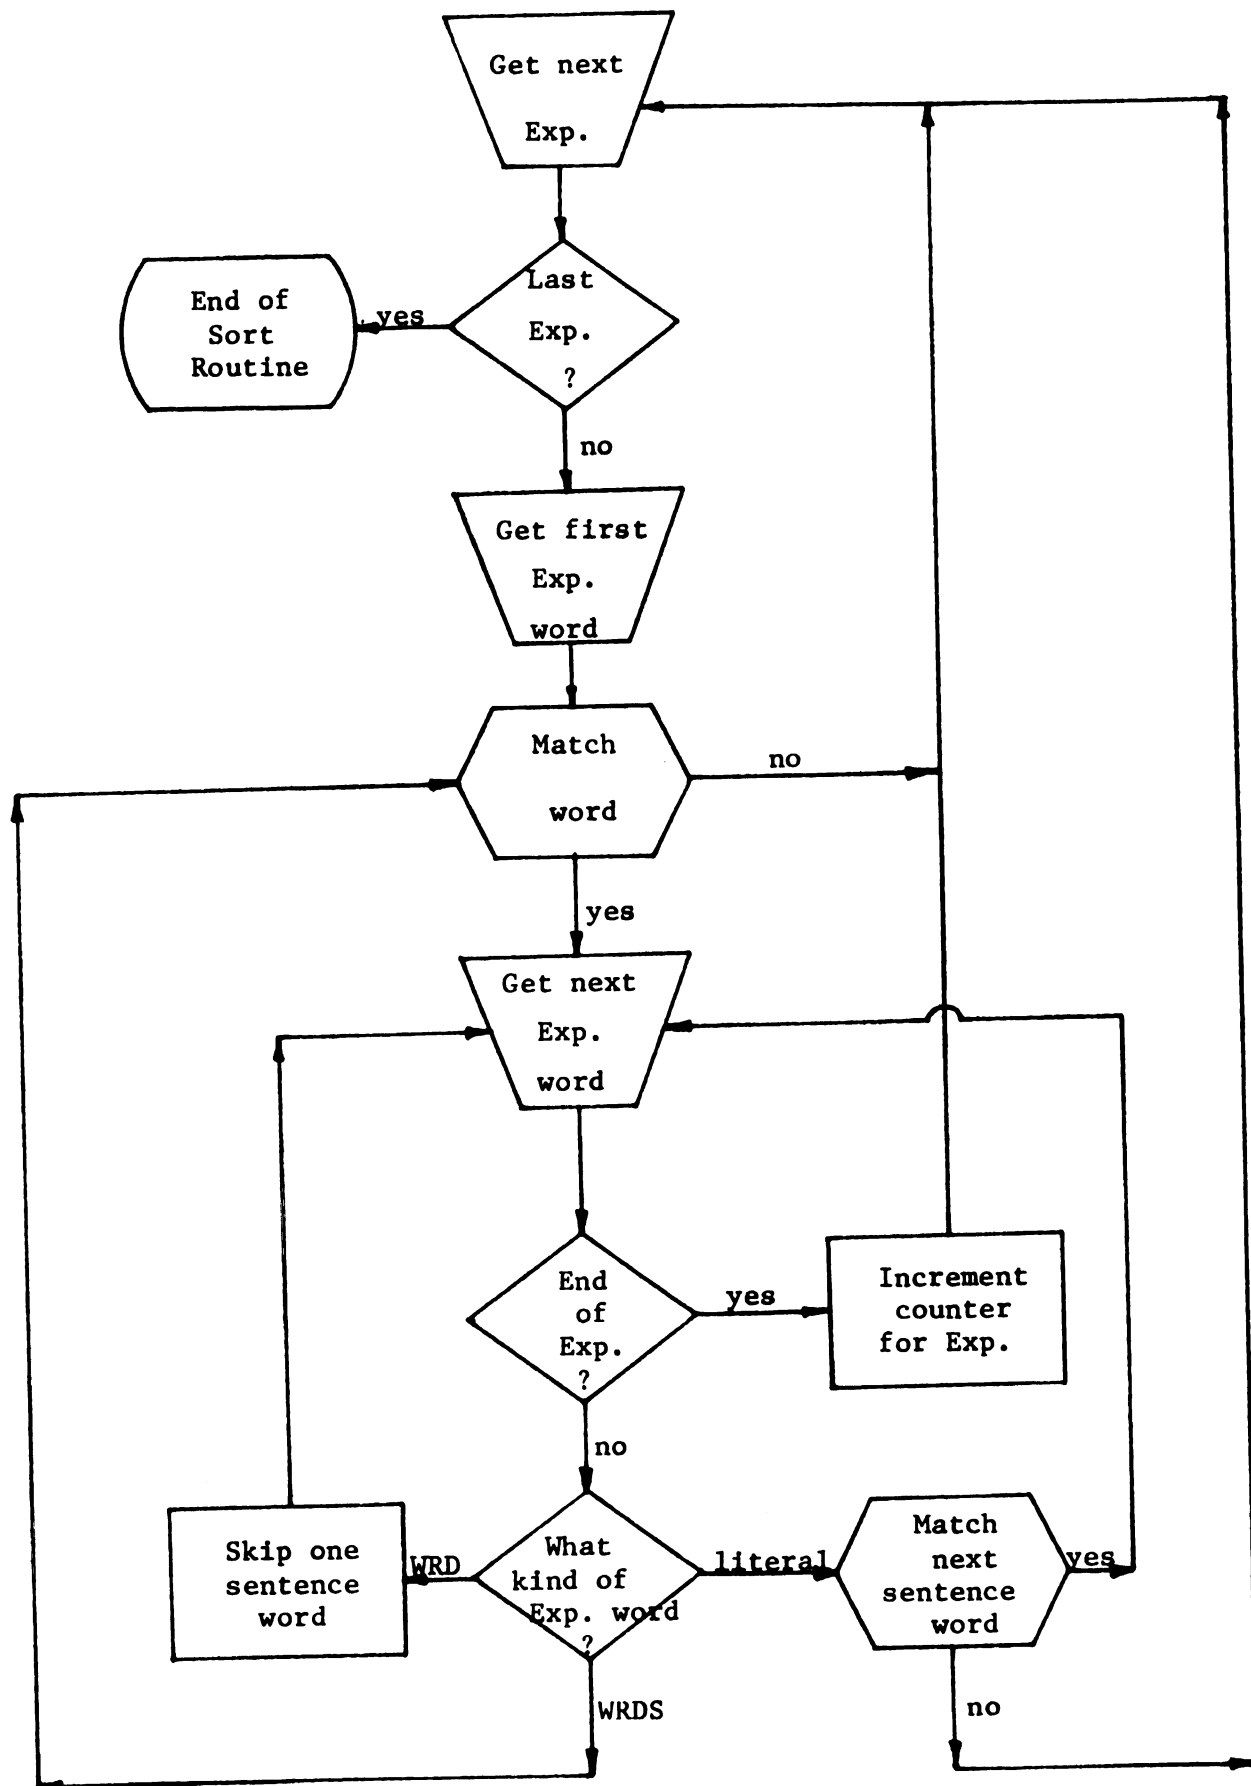 Get next
Exp.
Last
Exp.
?
yes
End of
Sort
Routine
no
Get first
Exp.
word
Match
word
no
yes
Get next
Exp.
word
End
of
Exp.
?
yes
Increment
counter
for Exp.
no
What
kind of
Exp. word
?
WRD
Skip one
sentence
word
literal
Match
next
sentence
word
yes
no
WRDS